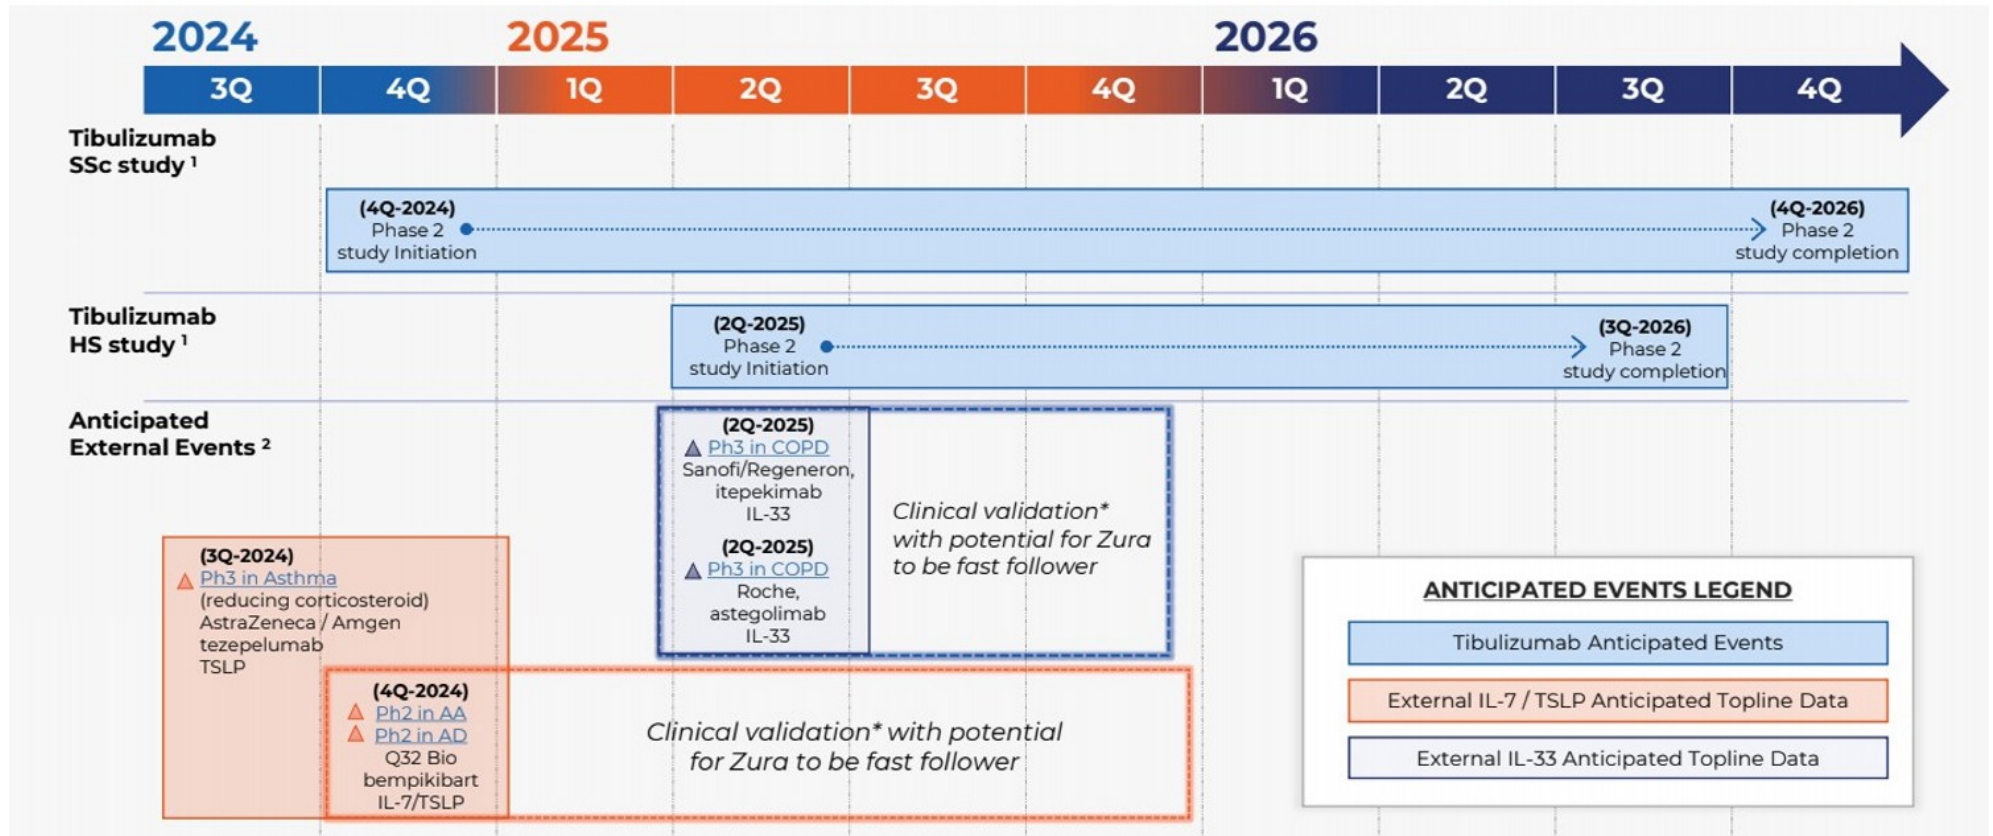 2024
2025
2026
3Q
4Q
1Q
2Q
3Q
4Q
1Q
2Q
3Q
4Q
Tibulizumab
SSc study ¹
(4Q-2024)
Phase 2
study Initiation
(4Q-2026)
Phase 2
study completion
Tibulizumab
HS study ¹
(2Q-2025)
Phase 2
study Initiation
(3Q-2026)
Phase 2
study completion
Anticipated
External Events ²
(2Q-2025)
Ph3 in COPD
Sanofi/Regeneron,
itepekimab
IL-33
(2Q-2025)
Ph3 in COPD
Roche,
astegolimab
IL-33
Clinical validation*
with potential for Zura
to be fast follower
(3Q-2024)
Ph3 in Asthma
(reducing corticosteroid)
AstraZeneca / Amgen
tezepelumab
TSLP
(4Q-2024)
Ph2 in AA
Ph2 in AD
Q32 Bio
bempikibart
IL-7/TSLP
Clinical validation* with potential
for Zura to be fast follower
ANTICIPATED EVENTS LEGEND
Tibulizumab Anticipated Events
External IL-7 / TSLP Anticipated Topline Data
External IL-33 Anticipated Topline Data